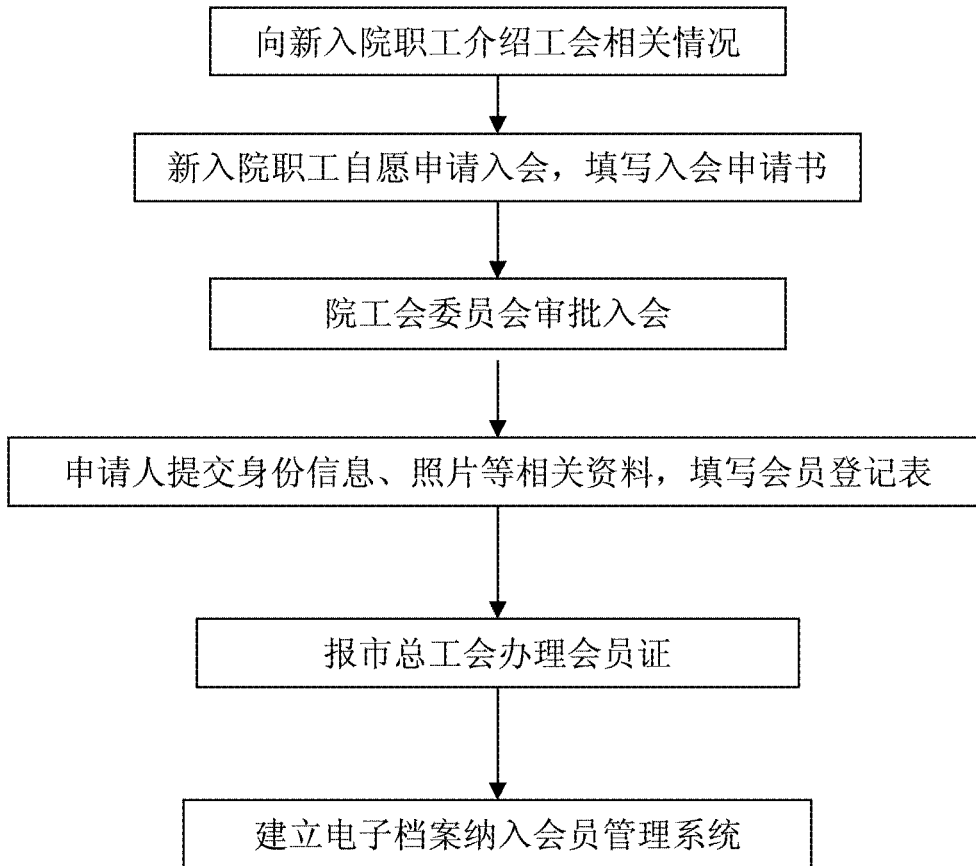 向新入院职工介绍工会相关情况
新入院职工自愿申请入会，填写入会申请书
院工会委员会审批入会
申请人提交身份信息、照片等相关资料，填写会员登记表
报市总工会办理会员证
建立电子档案纳入会员管理系统